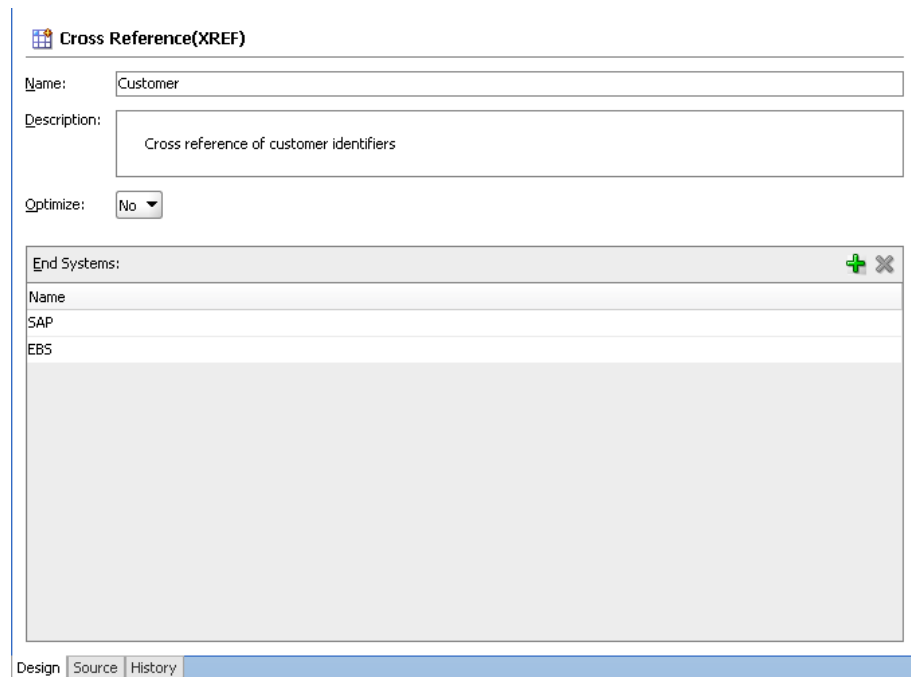 Cross Reference(XREF)
Name: Customer
Description: Cross reference of customer identifiers
Optimize: No
End Systems:
Name
SAP
EBS
Design Source History